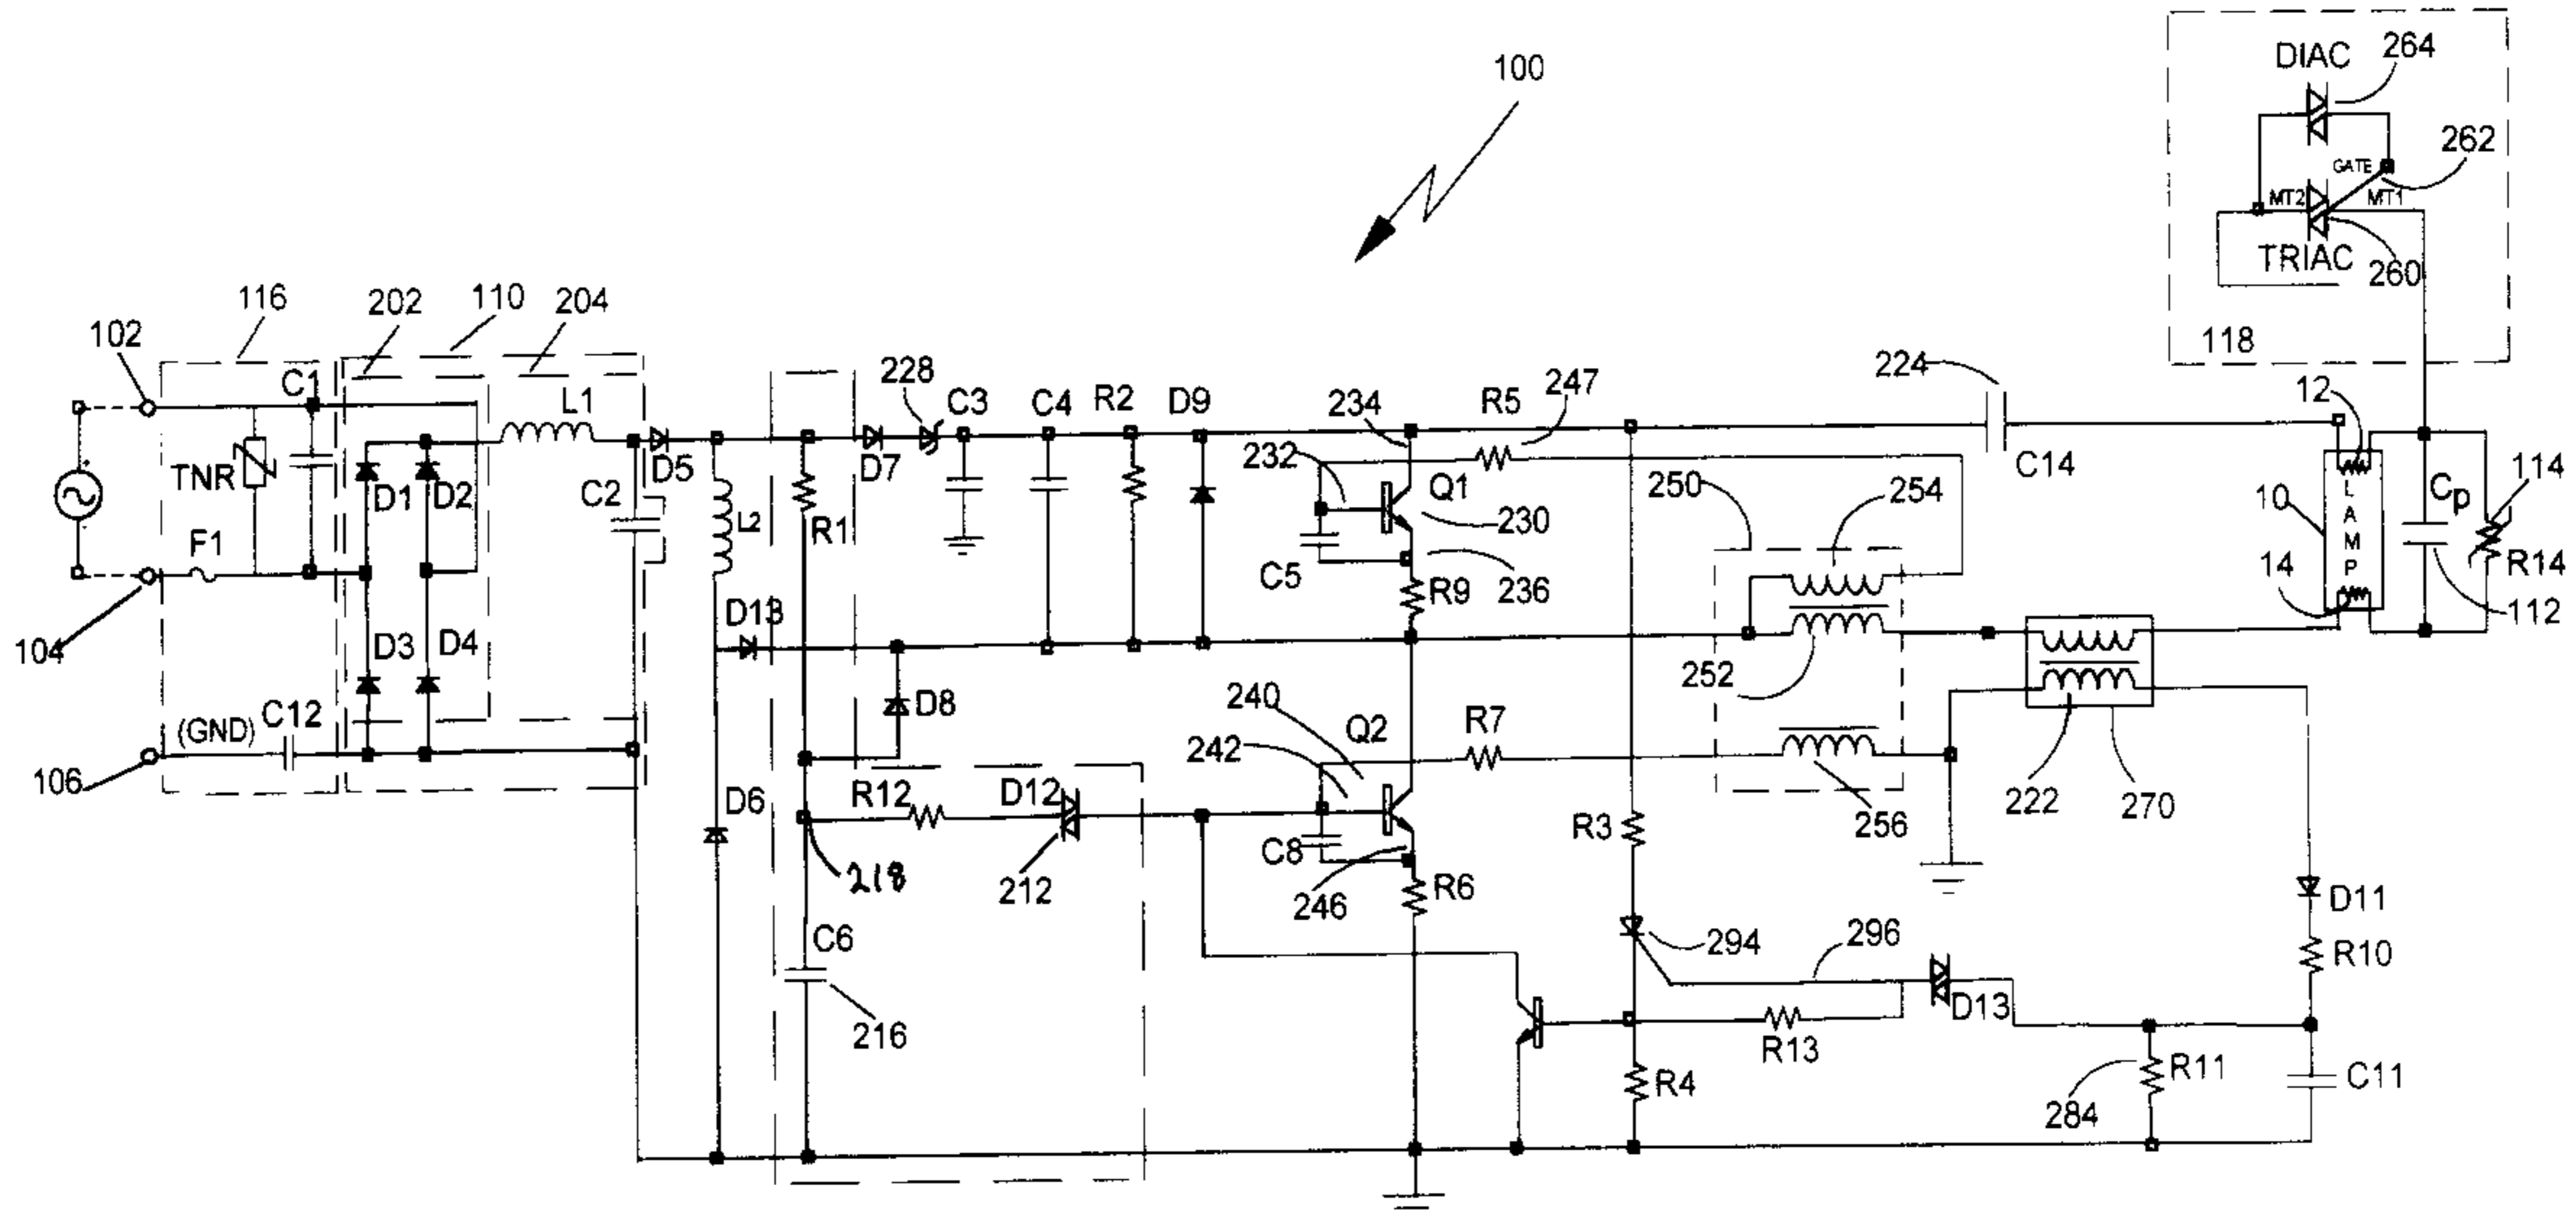 DIAC
264
100
262
GATE
MT2
MT1
TRIAC
260
118
116
202
110
204
102
C1
L1
228
C3
C4
R2
D9
234
R5
247
224
12
C14
TNR
D1
D2
C2
D5
L2
R1
D7
232
Q1
230
250
254
10
LAMP
Cp
114
F1
C5
R9
236
14
R14
112
104
D3
D4
D13
252
(GND)
C12
D8
240
242
Q2
R7
222
270
106
D6
R12
D12
C8
256
R3
218
212
246
R6
D11
C6
294
296
R10
216
D13
R13
R4
R11
C11
284